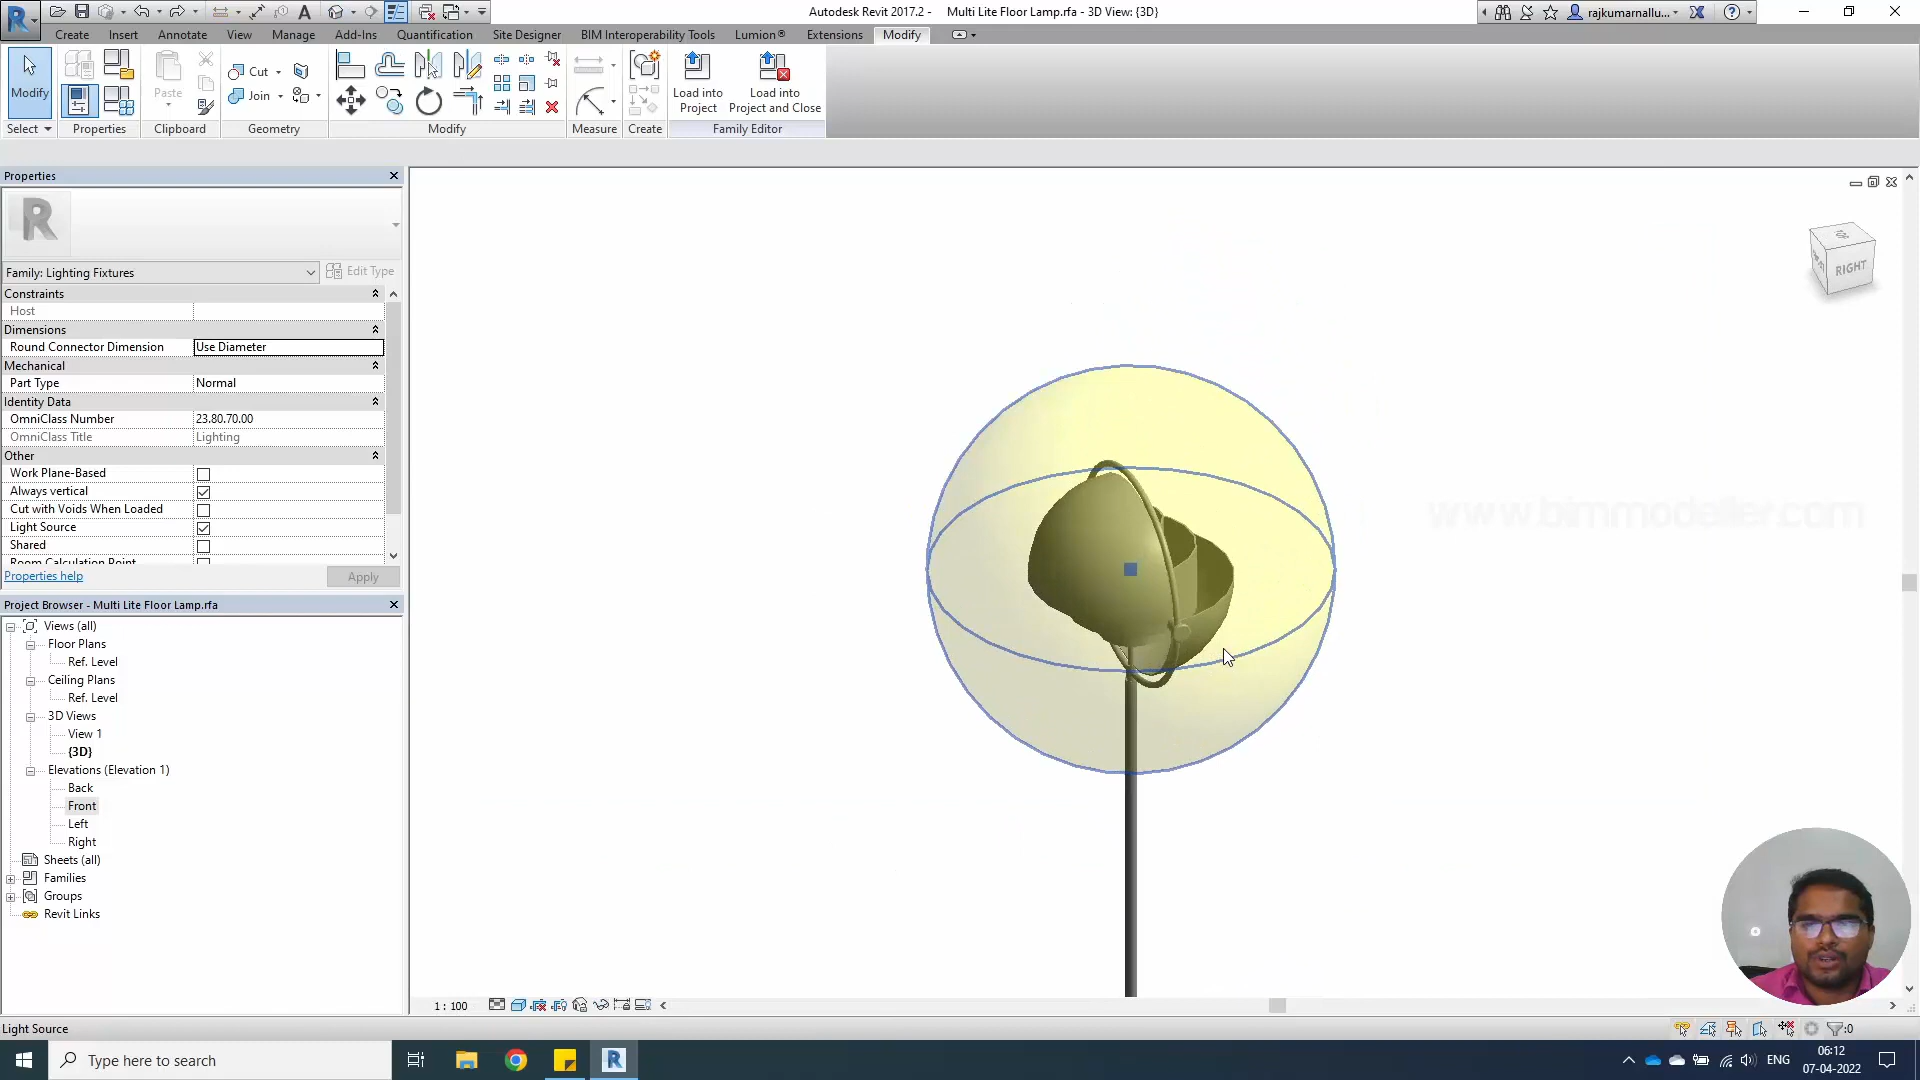 Autodesk Revit 2017.2 - Multi Lite Floor Lamp.rfa - 3D View: {3D}
rajkumarnallu...
Create Insert Annotate View Manage Add-Ins Quantification Site Designer BIM Interoperability Tools Lumion® Extensions Modify
Modify
Paste
Cut
Join
Load into Project
Load into Project and Close
Select Properties Clipboard Geometry Modify Measure Create Family Editor
Properties
Family: Lighting Fixtures
Edit Type
Constraints
Host
Dimensions
Round Connector Dimension Use Diameter
Mechanical
Part Type Normal
Identity Data
OmniClass Number 23.80.70.00
OmniClass Title Lighting
Other
Work Plane-Based
Always vertical
Cut with Voids When Loaded
Light Source
Shared
Room Calculation Point
Properties help
Apply
Project Browser - Multi Lite Floor Lamp.rfa
Views (all)
Floor Plans
Ref. Level
Ceiling Plans
Ref. Level
3D Views
View 1
{3D}
Elevations (Elevation 1)
Back
Front
Left
Right
Sheets (all)
Families
Groups
Revit Links
RIGHT
www.bimmodeller.com
1 : 100
Light Source
:0
Type here to search
ENG
06:12
07-04-2022